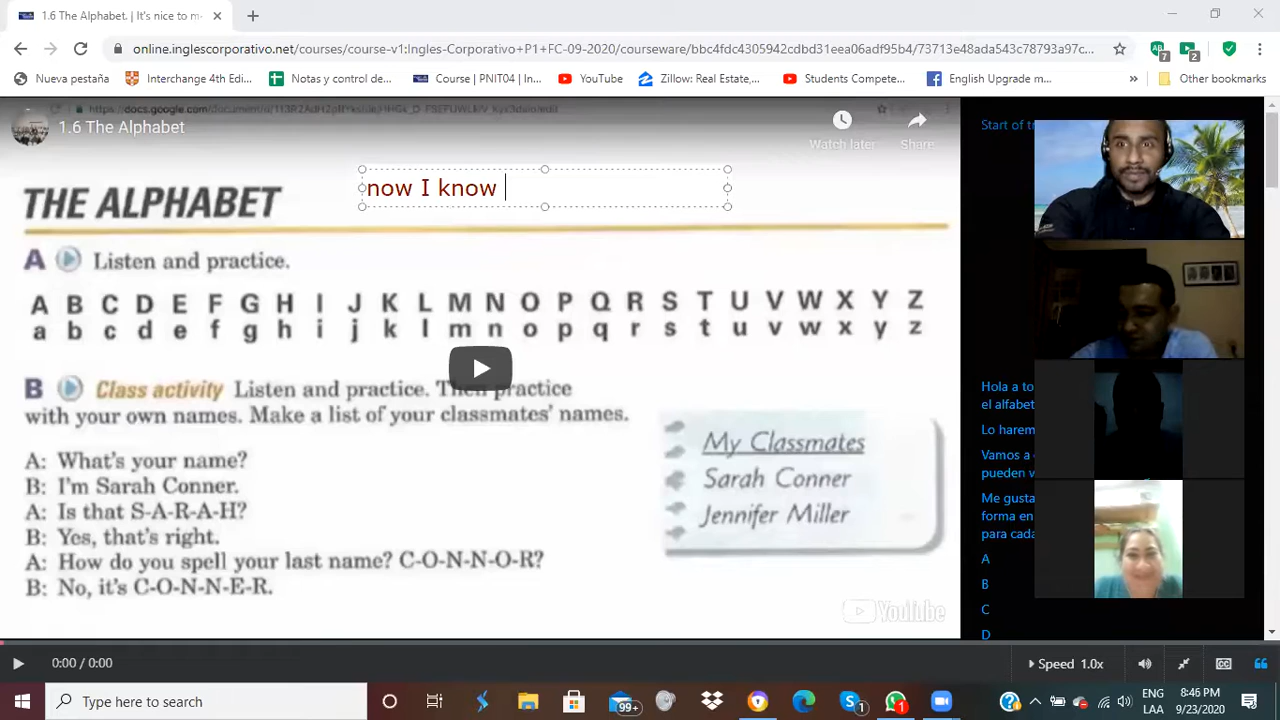 1.6 The Alphabet. | It's nice to m
online.inglescorporativo.net/courses/course-v1:Ingles-Corporativo+P1+FC-09-2020/courseware/bbc4fdc4305942cdbd31eea06adf95b4/73713e48ada543c78793a97c...
7
2
Nueva pestaña
Interchange 4th Edi...
Notas y control de...
Course | PNIT04 | In...
YouTube
Zillow: Real Estate,...
Students Compete...
English Upgrade m...
»
Other bookmarks
1.6 The Alphabet
Watch later
Share
Start of
now I know
THE ALPHABET
A Listen and practice.
A B C D E F G H I J K L M N O P Q R S T U V W X Y Z
a b c d e f g h i j k l m n o p q r s t u v w x y z
B Class activity Listen and practice. Then practice
with your own names. Make a list of your classmates' names.
A: What's your name?
B: I'm Sarah Conner.
A: Is that S-A-R-A-H?
B: Yes, that's right.
A: How do you spell your last name? C-O-N-N-O-R?
B: No, it's C-O-N-N-E-R.
My Classmates
Sarah Conner
Jennifer Miller
YouTube
Hola a to
el alfabet
Lo harem
Vamos a
pueden v
Me gusta
forma en
para cada
A
B
C
D
0:00 / 0:00
Speed 1.0x
Type here to search
99+
1
1
ENG
LAA
8:46 PM
9/23/2020